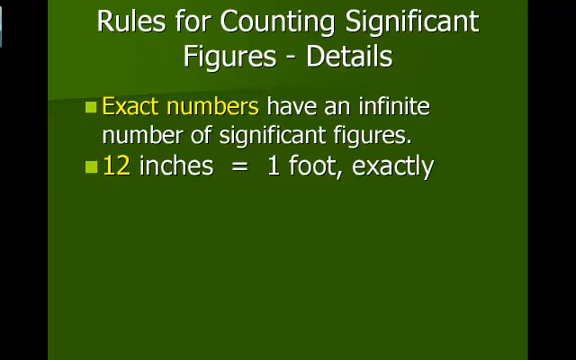 Rules for Counting Significant
Figures - Details
Exact numbers have an infinite
number of significant figures.
12 inches = 1 foot, exactly